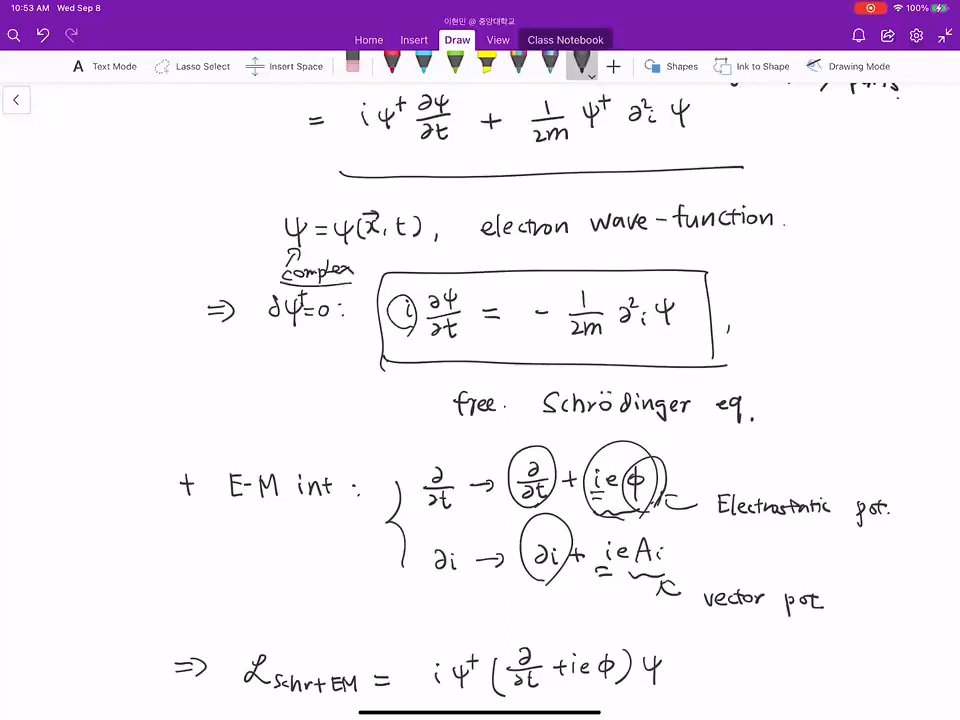 10:53 AM Wed Sep 8
100%
이현민 @ 중앙대학교
Home Insert Draw View Class Notebook
Text Mode Lasso Select Insert Space Shapes Ink to Shape Drawing Mode
= iψ† ∂ψ/∂t + 1/2m ψ† ∂²i ψ
ψ = ψ(x⃗, t), electron wave-function.
complex
⇒ δψ†=0: i ∂ψ/∂t = - 1/2m ∂²i ψ,
free. Schrödinger eq.
+ E-M int: { ∂/∂t → ∂/∂t + ieϕ Electrostatic pot.
∂i → ∂i + ieAi
vector pot
⇒ ℒSchr+EM = iψ† (∂/∂t + ieϕ) ψ